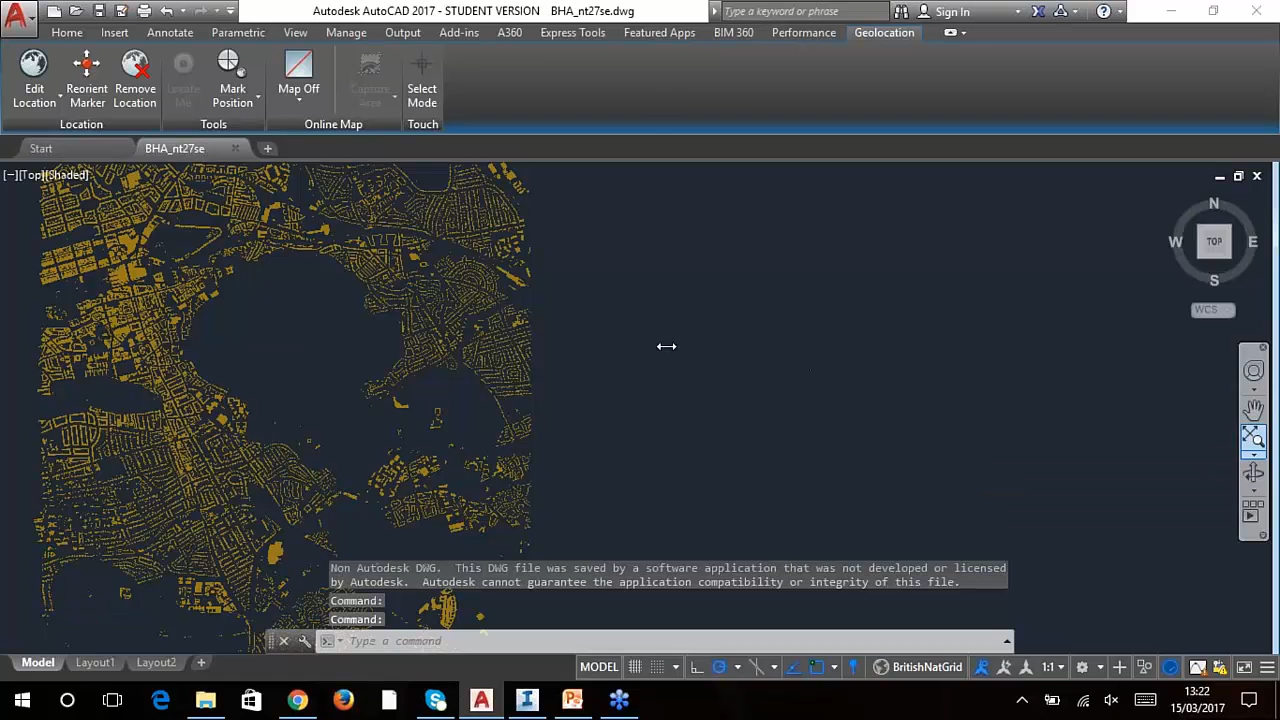 Autodesk AutoCAD 2017 - STUDENT VERSION BHA_nt27se.dwg
Type a keyword or phrase
Sign In
Home Insert Annotate Parametric View Manage Output Add-ins A360 Express Tools Featured Apps BIM 360 Performance Geolocation
Edit Location
Reorient Marker
Remove Location
Locate Me
Mark Position
Map Off
Capture Area
Select Mode
Location Tools Online Map Touch
Start BHA_nt27se
[−][Top][Shaded]
N
W TOP E
S
WCS
Non Autodesk DWG. This DWG file was saved by a software application that was not developed or licensed
by Autodesk. Autodesk cannot guarantee the application compatibility or integrity of this file.
Command:
Command:
Type a command
Model Layout1 Layout2 MODEL BritishNatGrid 1:1
13:22
15/03/2017